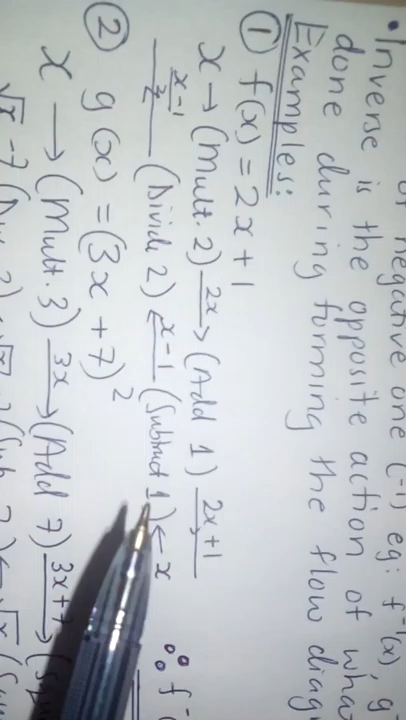 of negative one (-1) eg: f⁻¹(x), g
• Inverse is the opposite action of wha
done during forming the flow diag
Examples:
① f(x) = 2x + 1
x → (Mult. 2) 2x → (Add 1) 2x+1
x-1/2 (Divide 2) ← x-1 (Subtract 1) ← x ∴ f⁻
② g(x) = (3x + 7)²
x → (Mult. 3) 3x → (Add 7) 3x+7 →
√x - 7